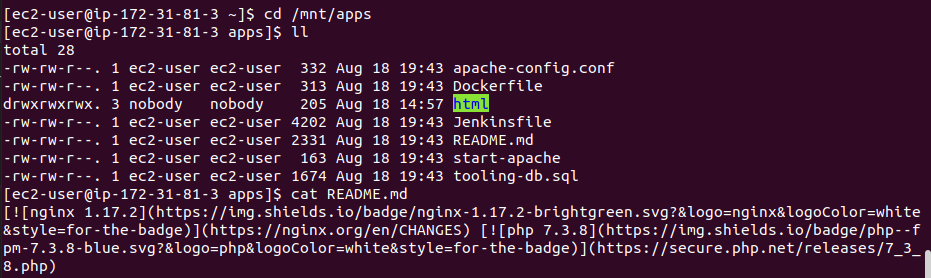 [ec2-user@ip-172-31-81-3 ~]$ cd /mnt/apps
[ec2-user@ip-172-31-81-3 apps]$ ll
total 28
-rw-rw-r--. 1 ec2-user ec2-user  332 Aug 18 19:43 apache-config.conf
-rw-rw-r--. 1 ec2-user ec2-user  313 Aug 18 19:43 Dockerfile
drwxrwxrwx. 3 nobody   nobody    205 Aug 18 14:57 html
-rw-rw-r--. 1 ec2-user ec2-user 4202 Aug 18 19:43 Jenkinsfile
-rw-rw-r--. 1 ec2-user ec2-user 2331 Aug 18 19:43 README.md
-rw-rw-r--. 1 ec2-user ec2-user  163 Aug 18 19:43 start-apache
-rw-rw-r--. 1 ec2-user ec2-user 1674 Aug 18 19:43 tooling-db.sql
[ec2-user@ip-172-31-81-3 apps]$ cat README.md
[![nginx 1.17.2](https://img.shields.io/badge/nginx-1.17.2-brightgreen.svg?&logo=nginx&logoColor=white
&style=for-the-badge)](https://nginx.org/en/CHANGES) [![php 7.3.8](https://img.shields.io/badge/php--f
pm-7.3.8-blue.svg?&logo=php&logoColor=white&style=for-the-badge)](https://secure.php.net/releases/7_3_
8.php)